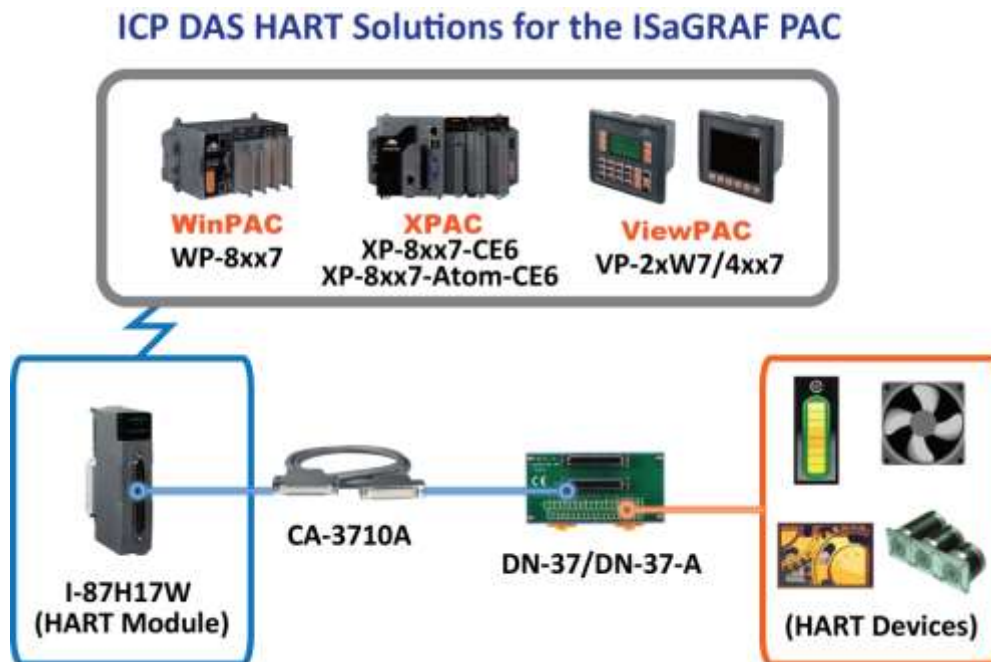 ICP DAS HART Solutions for the ISaGRAF PAC
WinPAC
WP-8xx7
XPAC
XP-8xx7-CE6
XP-8xx7-Atom-CE6
ViewPAC
VP-2xW7/4xx7
I-87H17W
(HART Module)
CA-3710A
CE
DN-37/DN-37-A
(HART Devices)